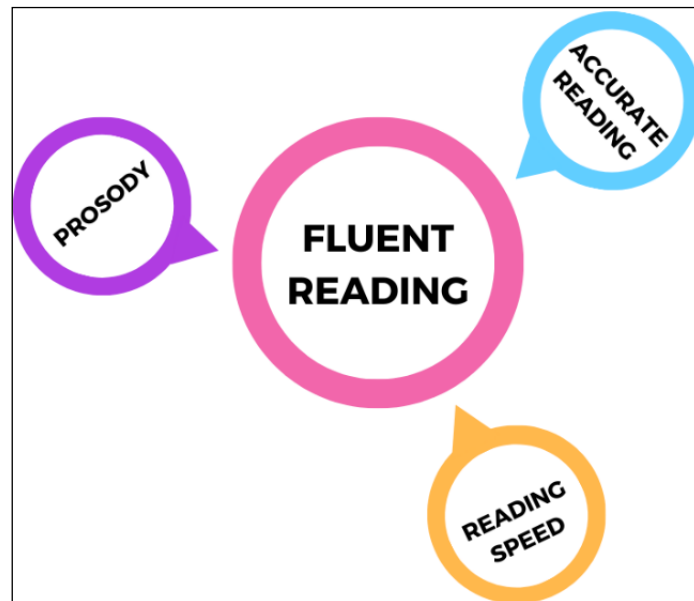 ACCURATE
READING
PROSODY
FLUENT
READING
READING
SPEED